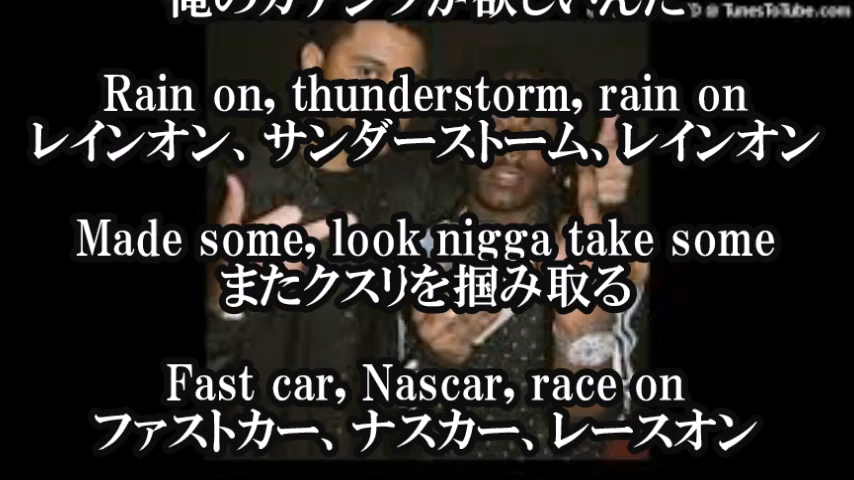 俺のカデンツが欲しいんだ
TunesToTube.com
Rain on, thunderstorm, rain on
レインオン、サンダーストーム、レインオン
Made some, look nigga take some
またクスリを掴み取る
Fast car, Nascar, race on
ファストカー、ナスカー、レースオン